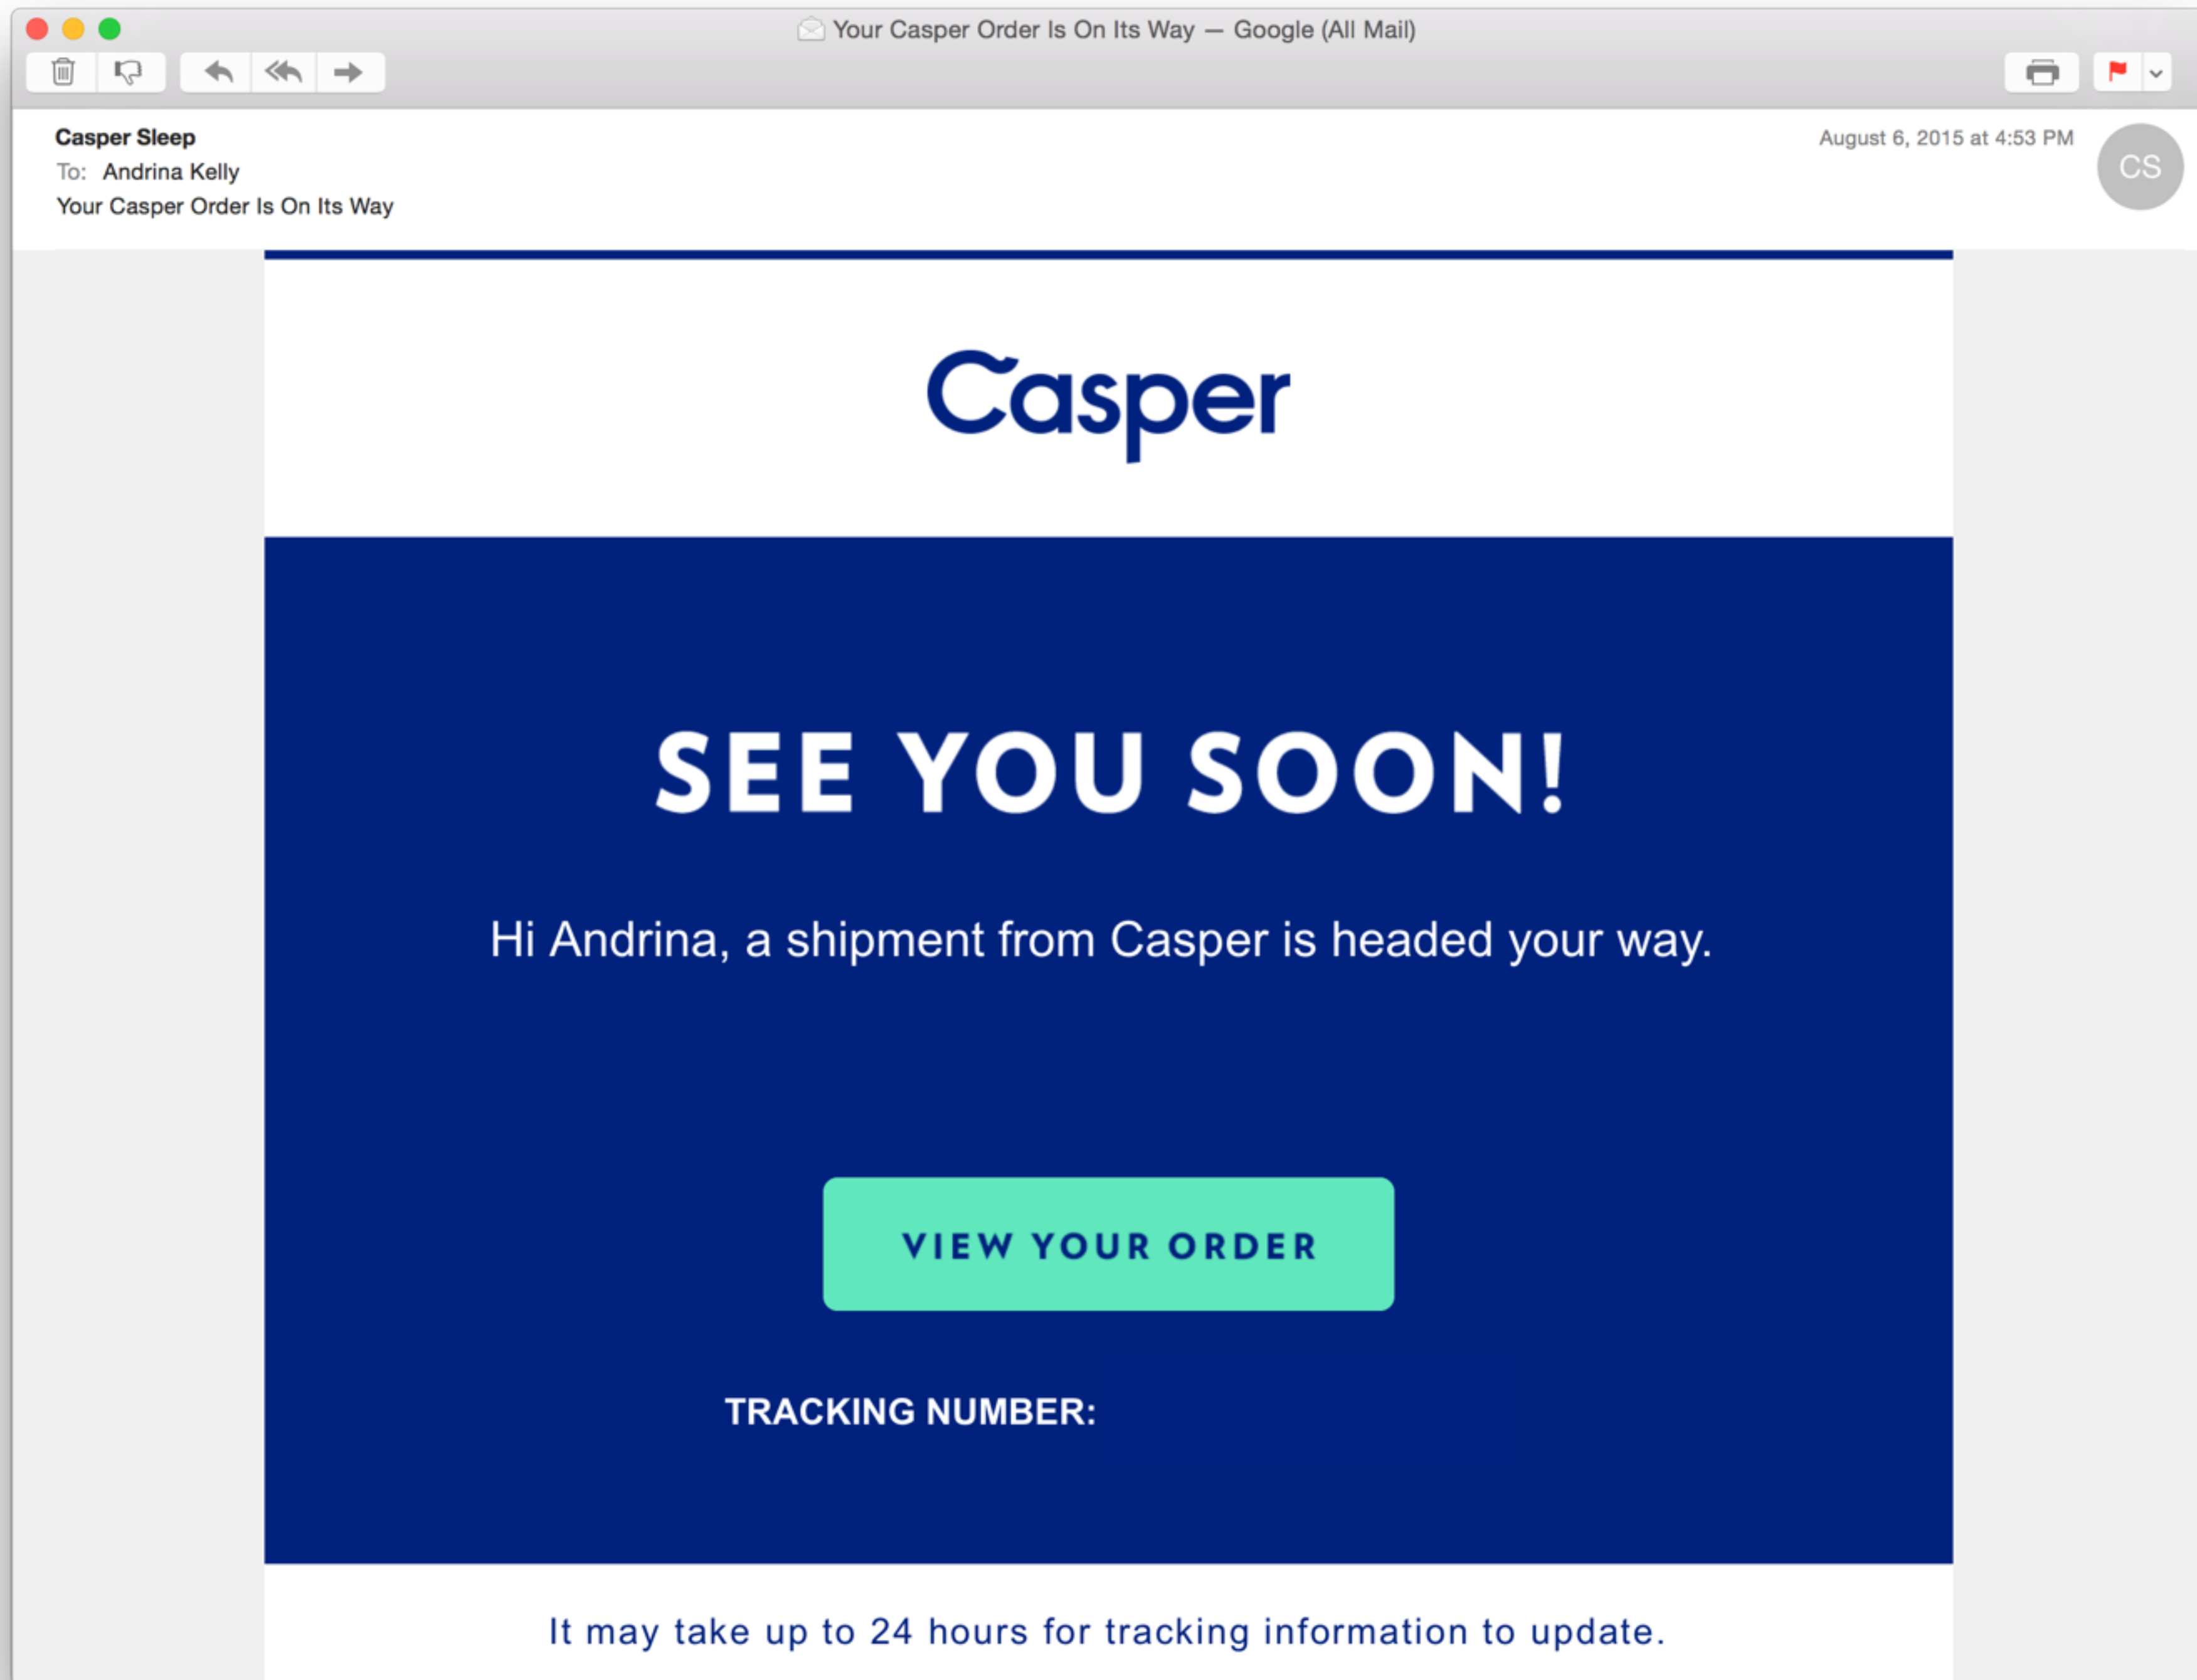 Your Casper Order Is On Its Way — Google (All Mail)
Casper Sleep
August 6, 2015 at 4:53 PM
CS
To: Andrina Kelly
Your Casper Order Is On Its Way
Casper
SEE YOU SOON!
Hi Andrina, a shipment from Casper is headed your way.
VIEW YOUR ORDER
TRACKING NUMBER:
It may take up to 24 hours for tracking information to update.